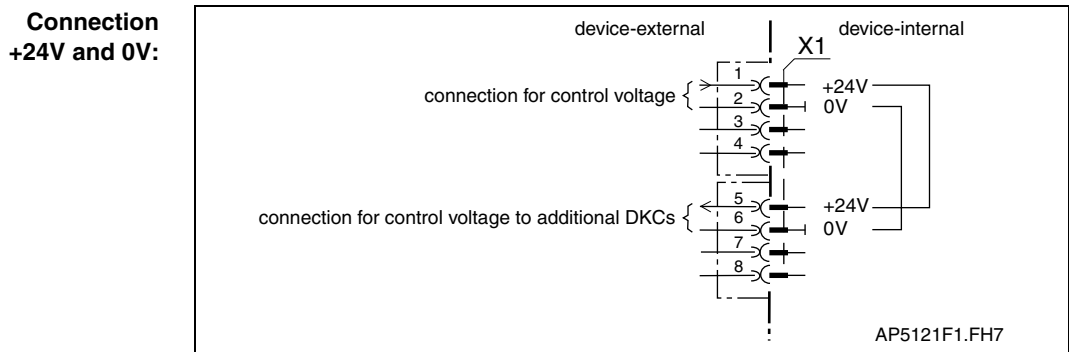 Connection
+24V and 0V:
device-external
device-internal
X1
connection for control voltage
1
+24V
2
0V
3
4
connection for control voltage to additional DKCs
5
+24V
6
0V
7
8
AP5121F1.FH7